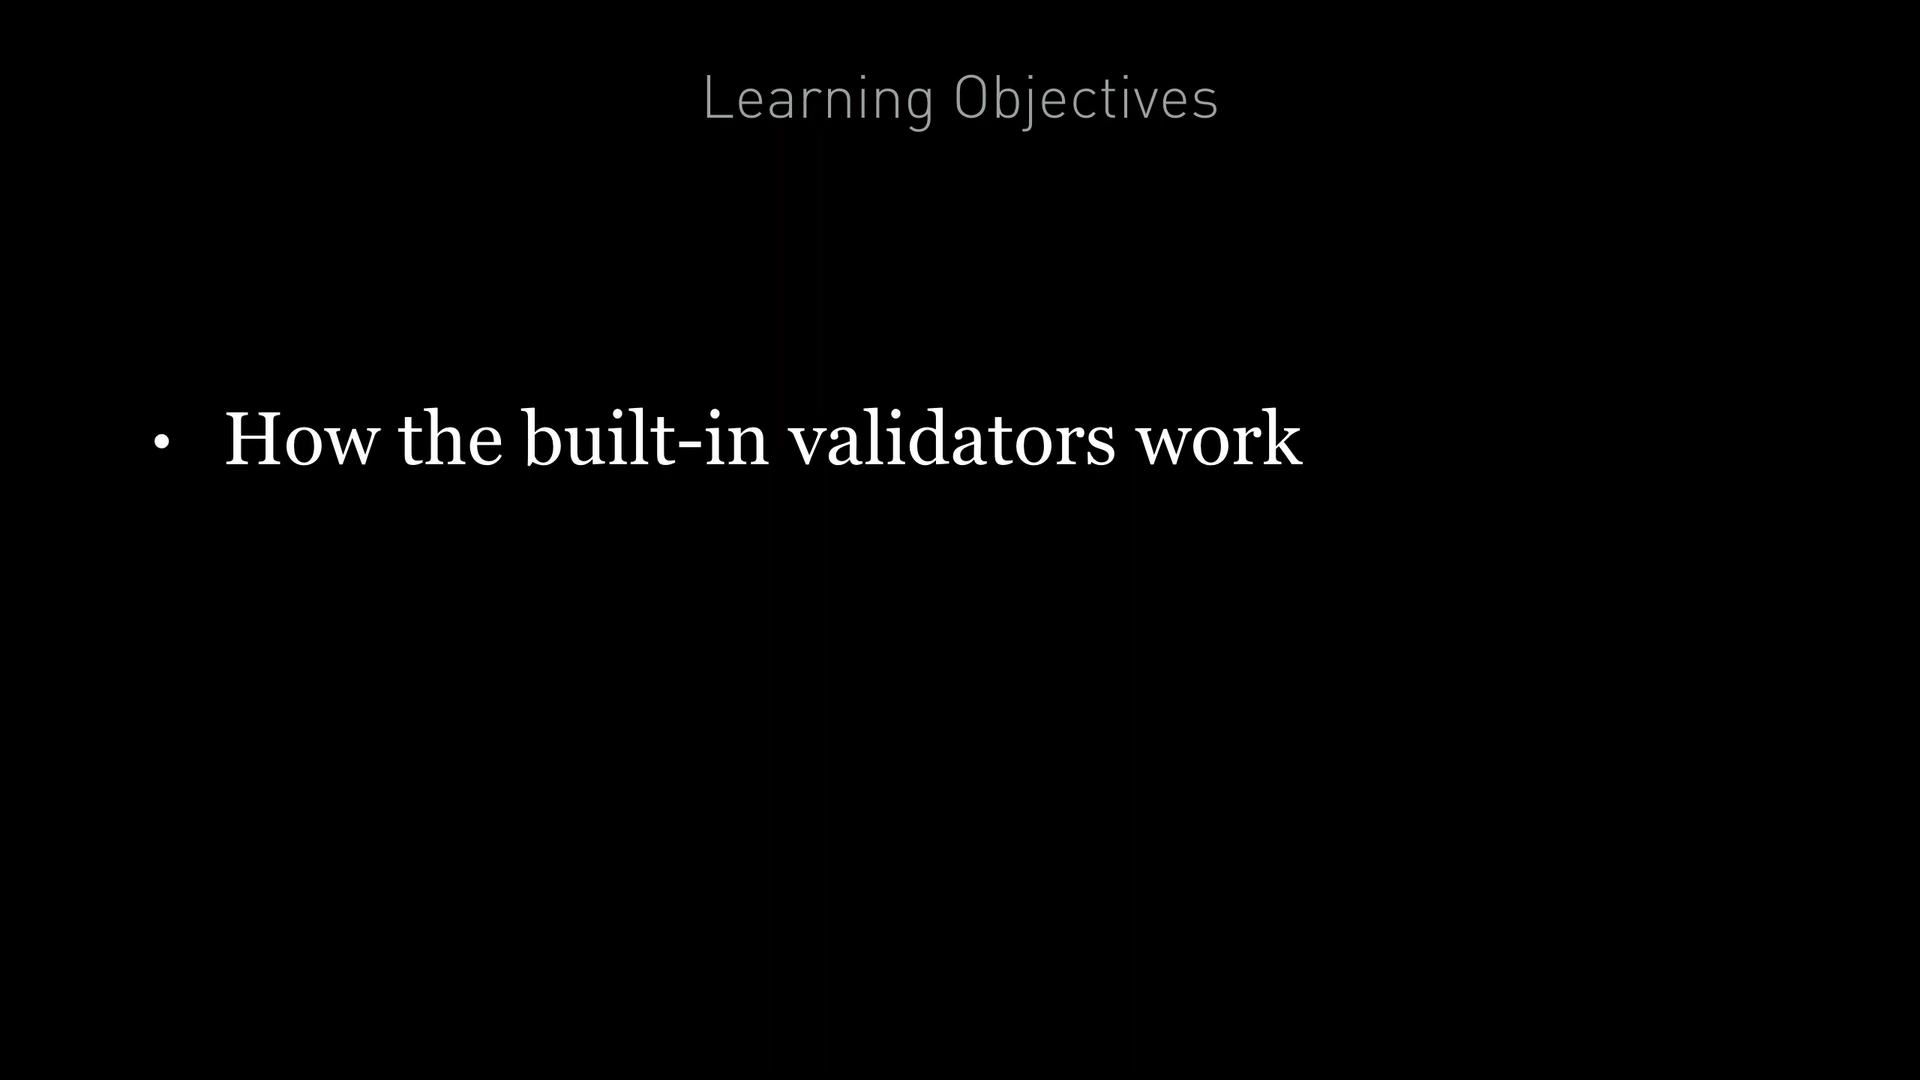 Learning Objectives
• How the built-in validators work